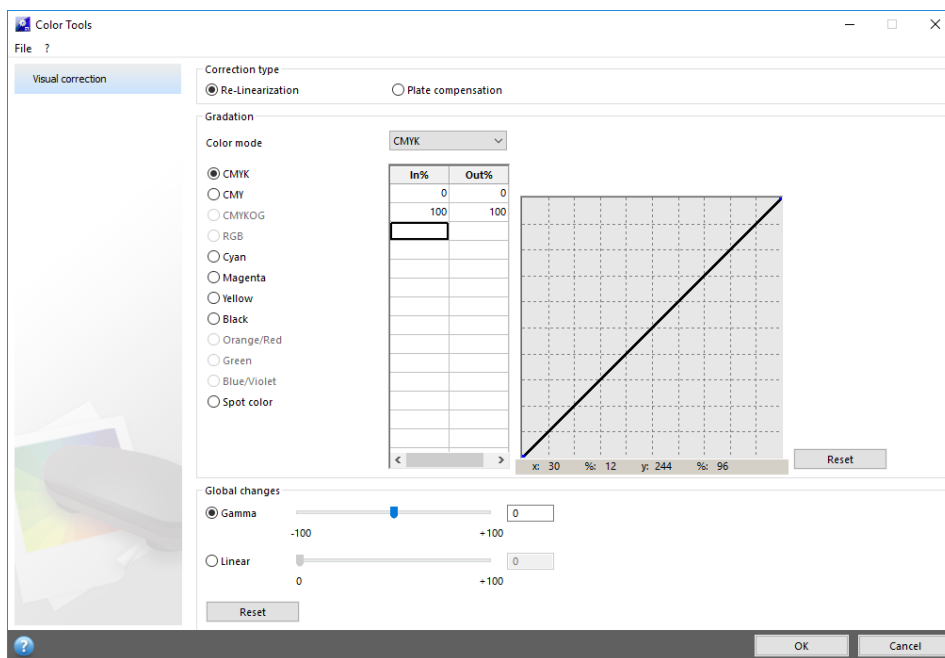 Color Tools
File ?
Visual correction
Correction type
Re-Linearization Plate compensation
Gradation
Color mode CMYK
CMYK
CMY
CMYKOG
RGB
Cyan
Magenta
Yellow
Black
Orange/Red
Green
Blue/Violet
Spot color
In% Out%
0 0
100 100
x: 30 %: 12 y: 244 %: 96
Reset
Global changes
Gamma 0
-100 +100
Linear 0
0 +100
Reset
? OK Cancel